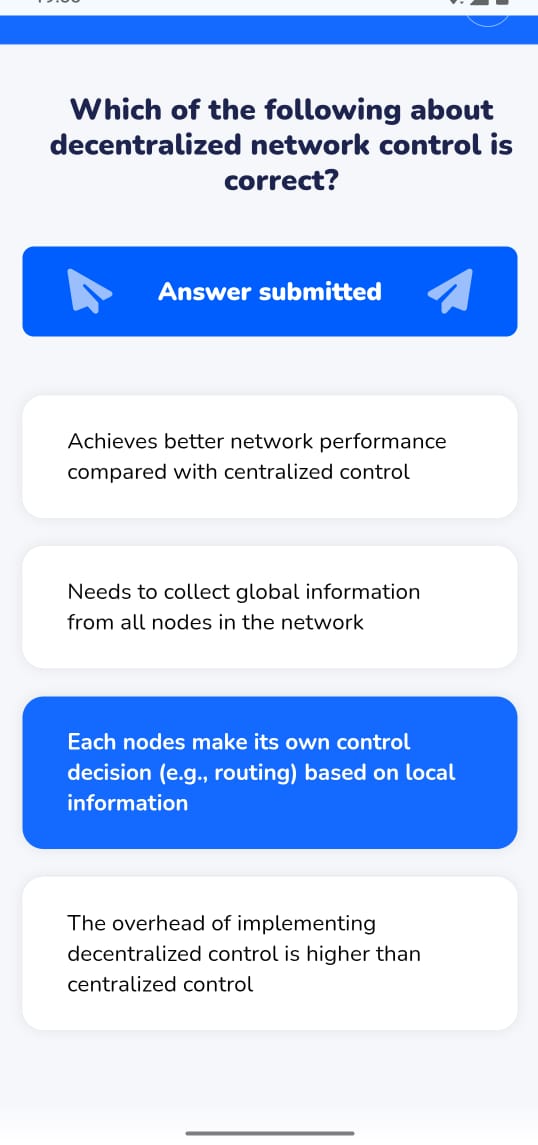 Which of the following about
decentralized network control is
correct?
Answer submitted
Achieves better network performance
compared with centralized control
Needs to collect global information
from all nodes in the network
Each nodes make its own control
decision (e.g., routing) based on local
information
The overhead of implementing
decentralized control is higher than
centralized control